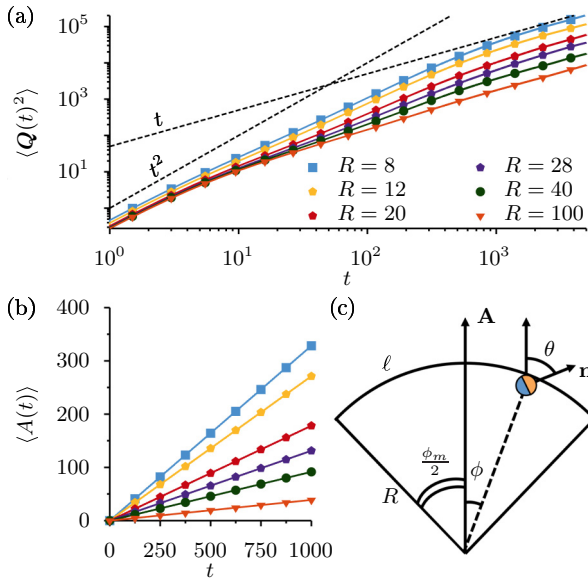 (a)
10^5
10^3
10^1
⟨Q(t)^2⟩
t
t^2
R = 8
R = 12
R = 20
R = 28
R = 40
R = 100
10^0 10^1 10^2 10^3
t
(b)
400
300
200
100
0
⟨A(t)⟩
0 250 500 750 1000
t
(c)
A
θ
n
ℓ
ϕ_m/2
ϕ
R